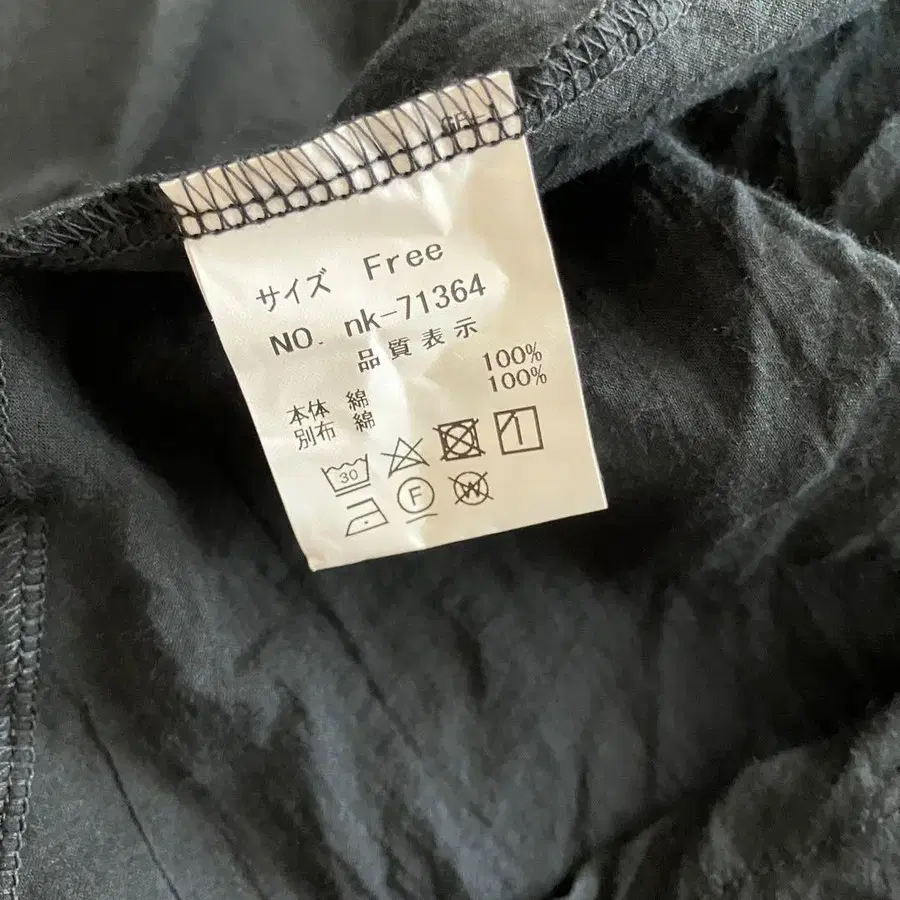 サイズ Free
NO. nk-71364
品質表示
本体 綿 100%
別布 綿 100%
30
F W